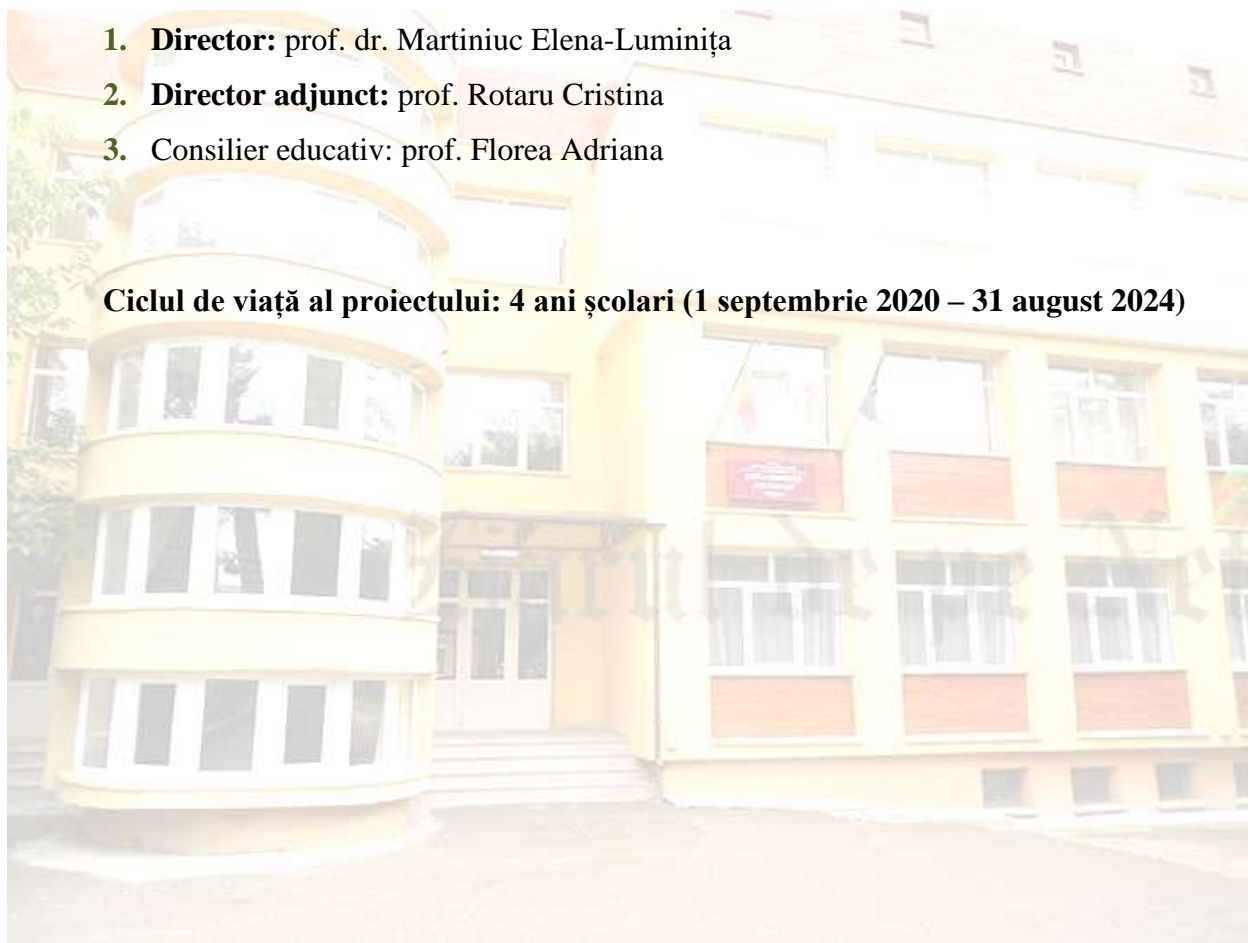 1. Director: prof. dr. Martiniuc Elena-Luminița
2. Director adjunct: prof. Rotaru Cristina
3. Consilier educativ: prof. Florea Adriana
Ciclul de viață al proiectului: 4 ani școlari (1 septembrie 2020 – 31 august 2024)